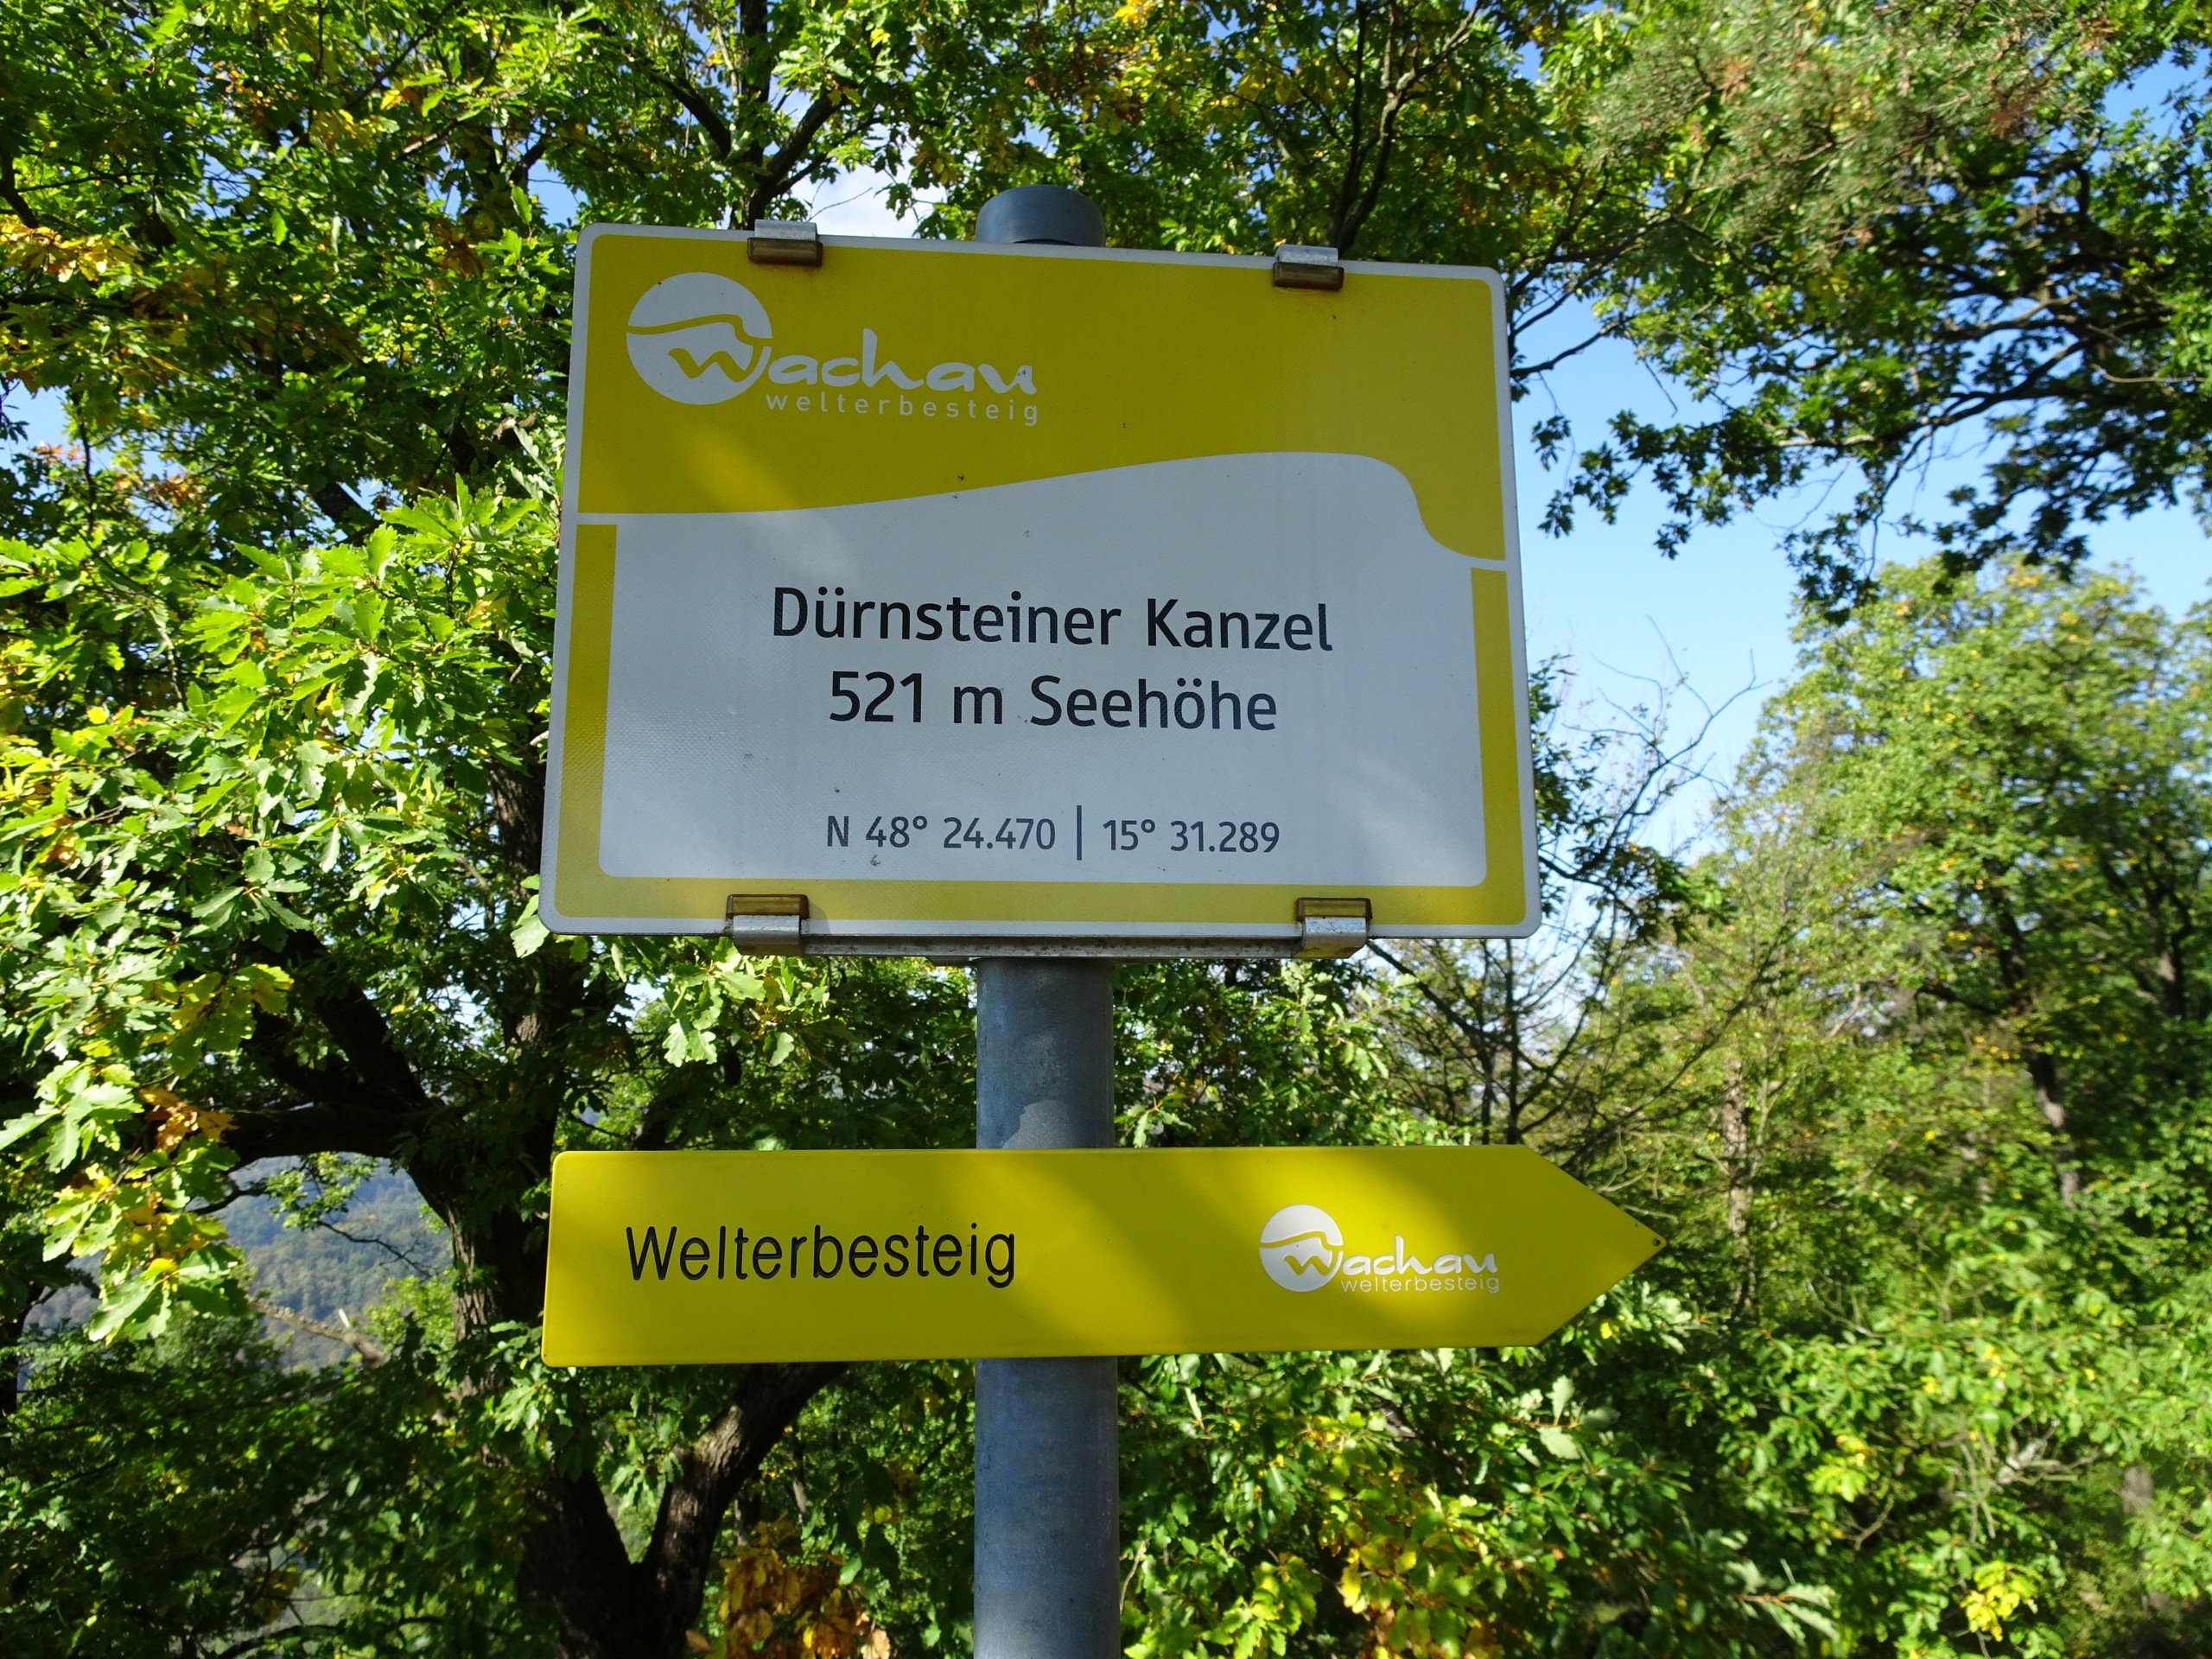 Wachau
welterbesteig
Dürnsteiner Kanzel
521 m Seehöhe
N 48° 24.470 | 15° 31.289
Welterbesteig
Wachau
welterbesteig